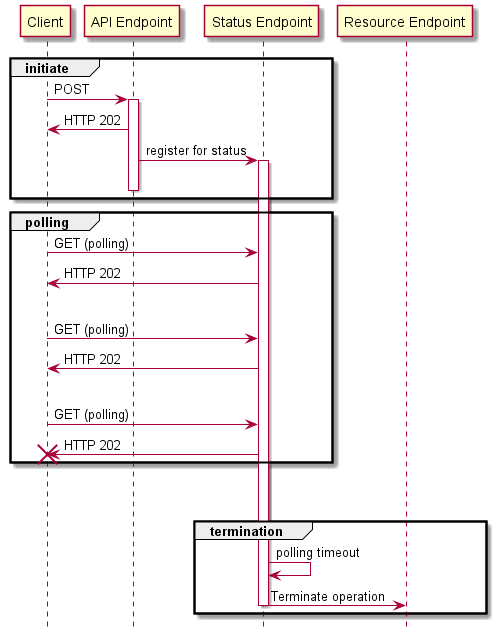 Client
API Endpoint
Status Endpoint
Resource Endpoint
initiate
POST
HTTP 202
register for status
polling
GET (polling)
HTTP 202
GET (polling)
HTTP 202
GET (polling)
HTTP 202
termination
polling timeout
Terminate operation